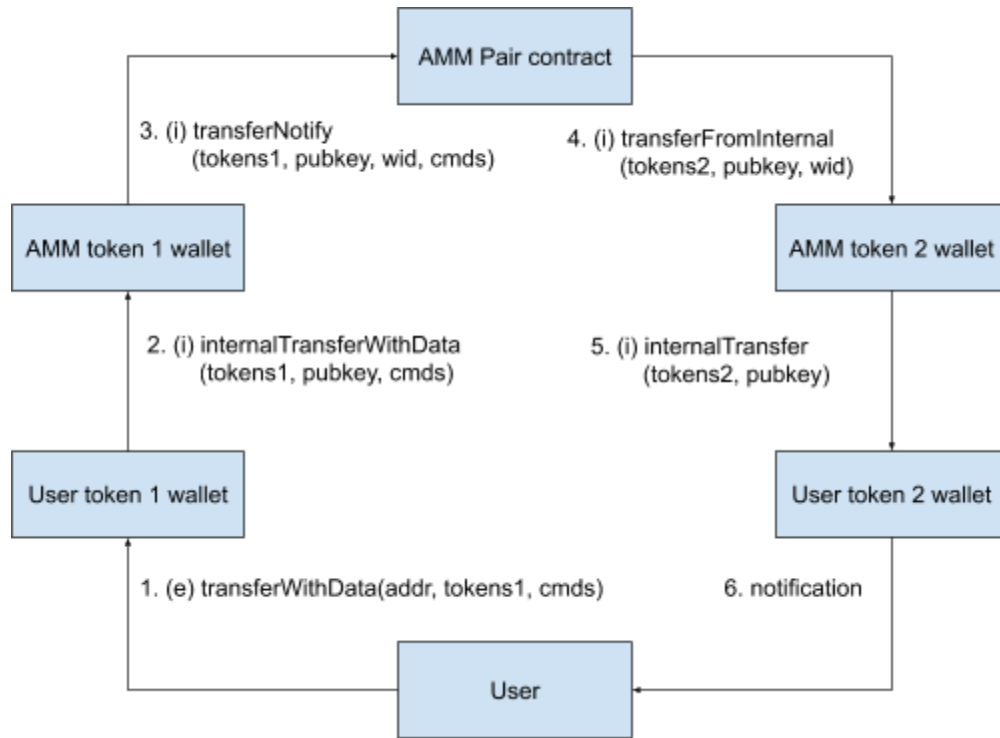 AMM Pair contract
3. (i) transferNotify
(tokens1, pubkey, wid, cmds)
4. (i) transferFromInternal
(tokens2, pubkey, wid)
AMM token 1 wallet
AMM token 2 wallet
2. (i) internalTransferWithData
(tokens1, pubkey, cmds)
5. (i) internalTransfer
(tokens2, pubkey)
User token 1 wallet
User token 2 wallet
1. (e) transferWithData(addr, tokens1, cmds)
6. notification
User